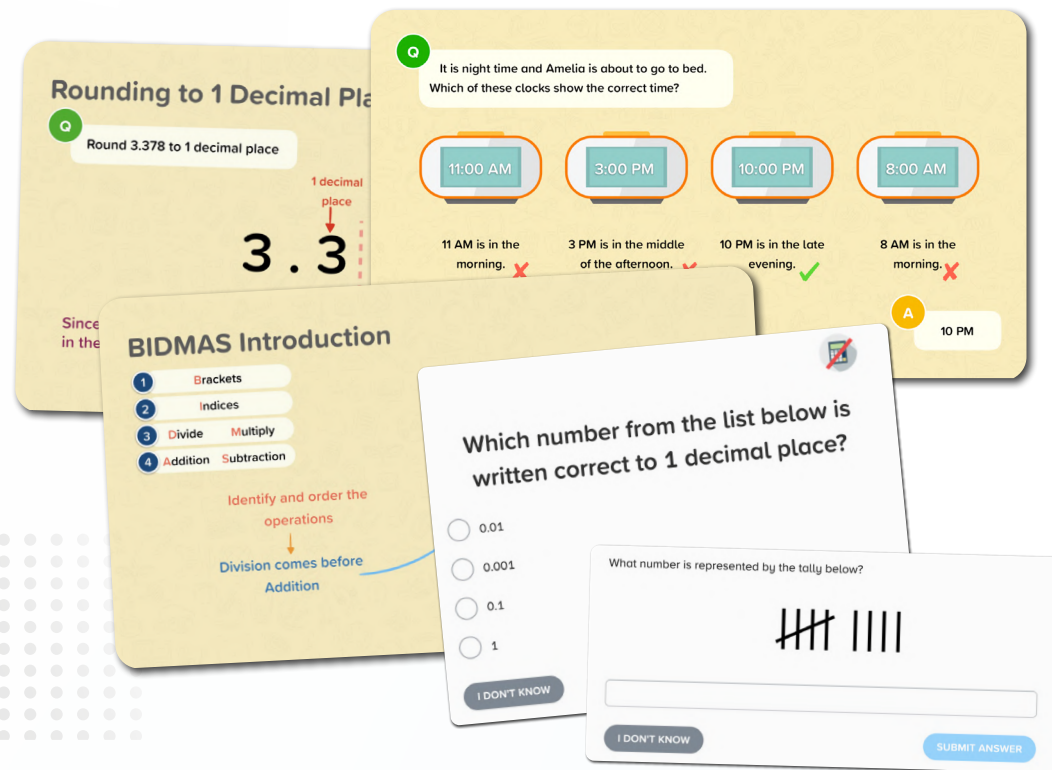 Rounding to 1 Decimal Pla
Q
Round 3.378 to 1 decimal place
1 decimal
place
3 . 3
Since
in the
Q
It is night time and Amelia is about to go to bed.
Which of these clocks show the correct time?
11:00 AM
3:00 PM
10:00 PM
8:00 AM
11 AM is in the
morning.
3 PM is in the middle
of the afternoon.
10 PM is in the late
evening.
8 AM is in the
morning.
A
10 PM
BIDMAS Introduction
1 Brackets
2 Indices
3 Divide Multiply
4 Addition Subtraction
Identify and order the
operations
Division comes before
Addition
Which number from the list below is
written correct to 1 decimal place?
0.01
0.001
0.1
1
I DON'T KNOW
What number is represented by the tally below?
I DON'T KNOW
SUBMIT ANSWER